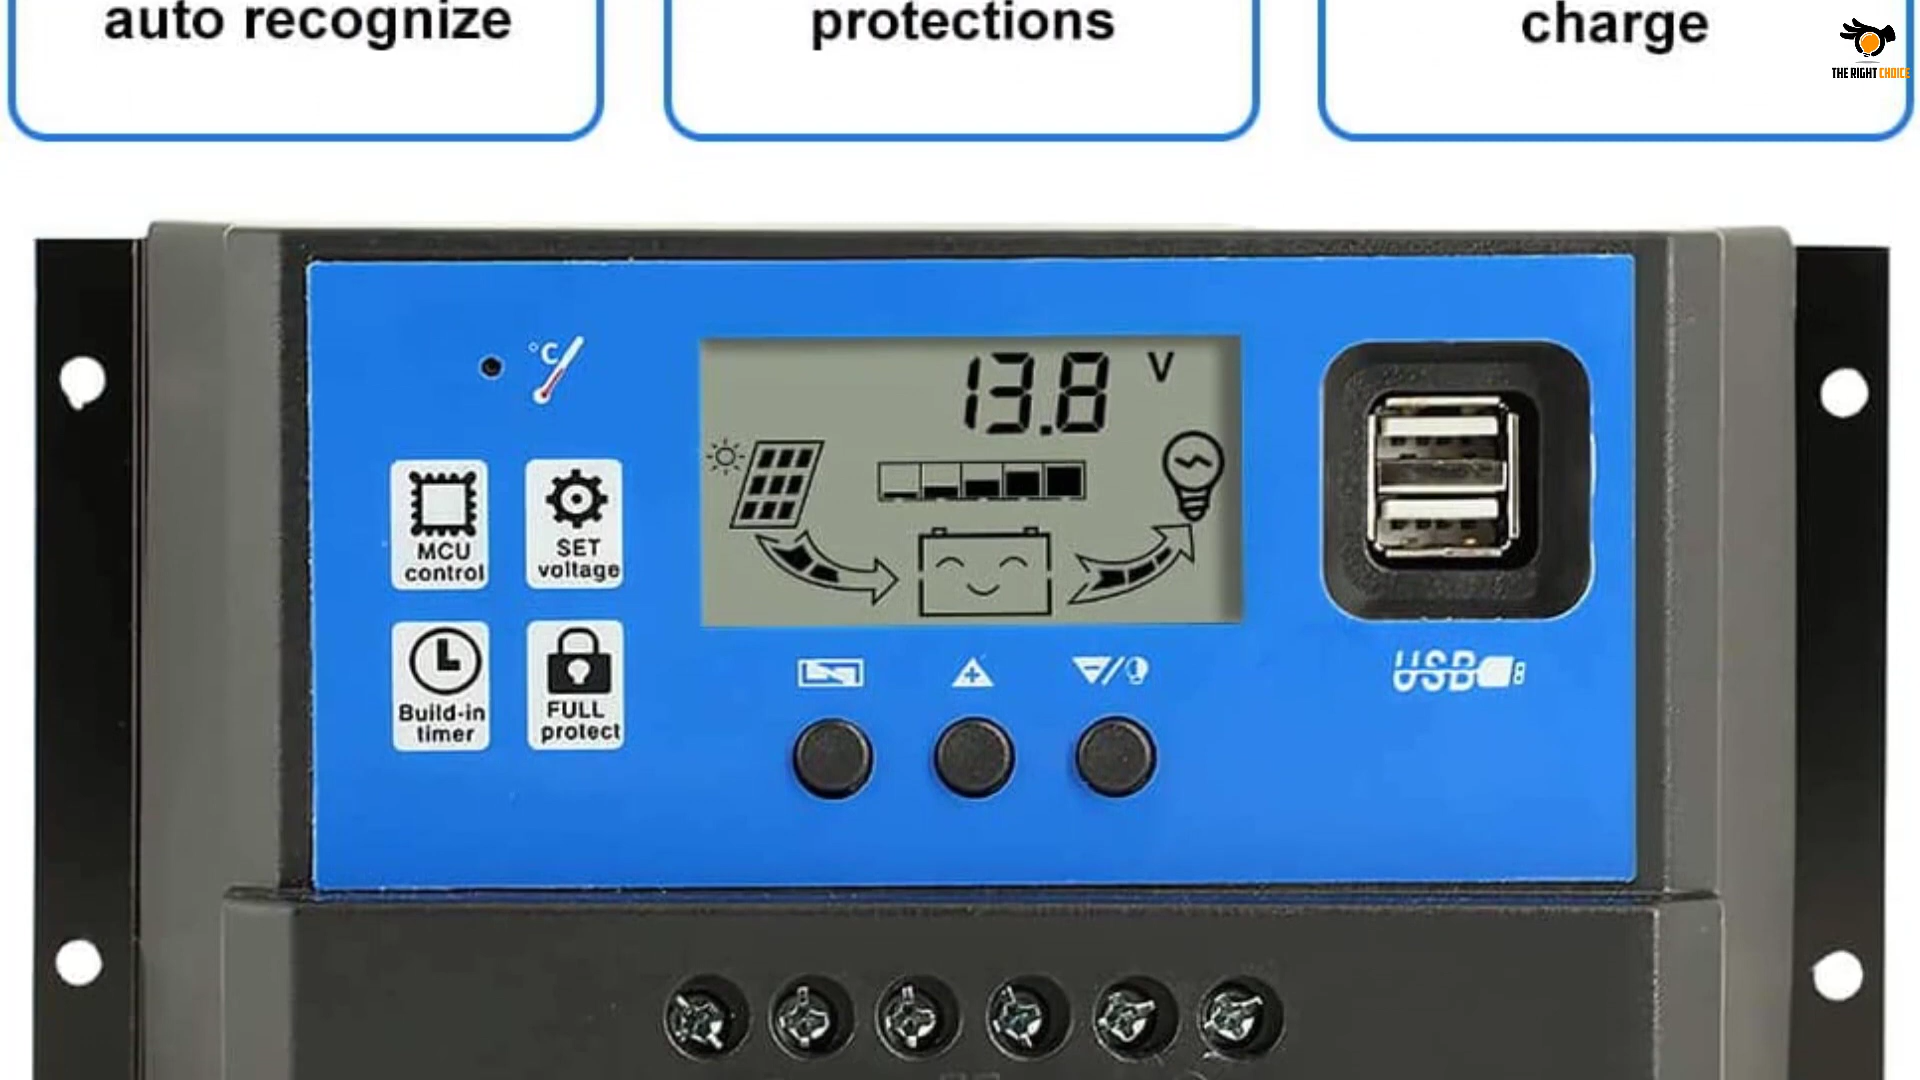 auto recognize
protections
charge
THE RIGHT CHOICE
°C
13.8 V
MCU
control
SET
voltage
Build-in
timer
FULL
protect
USB